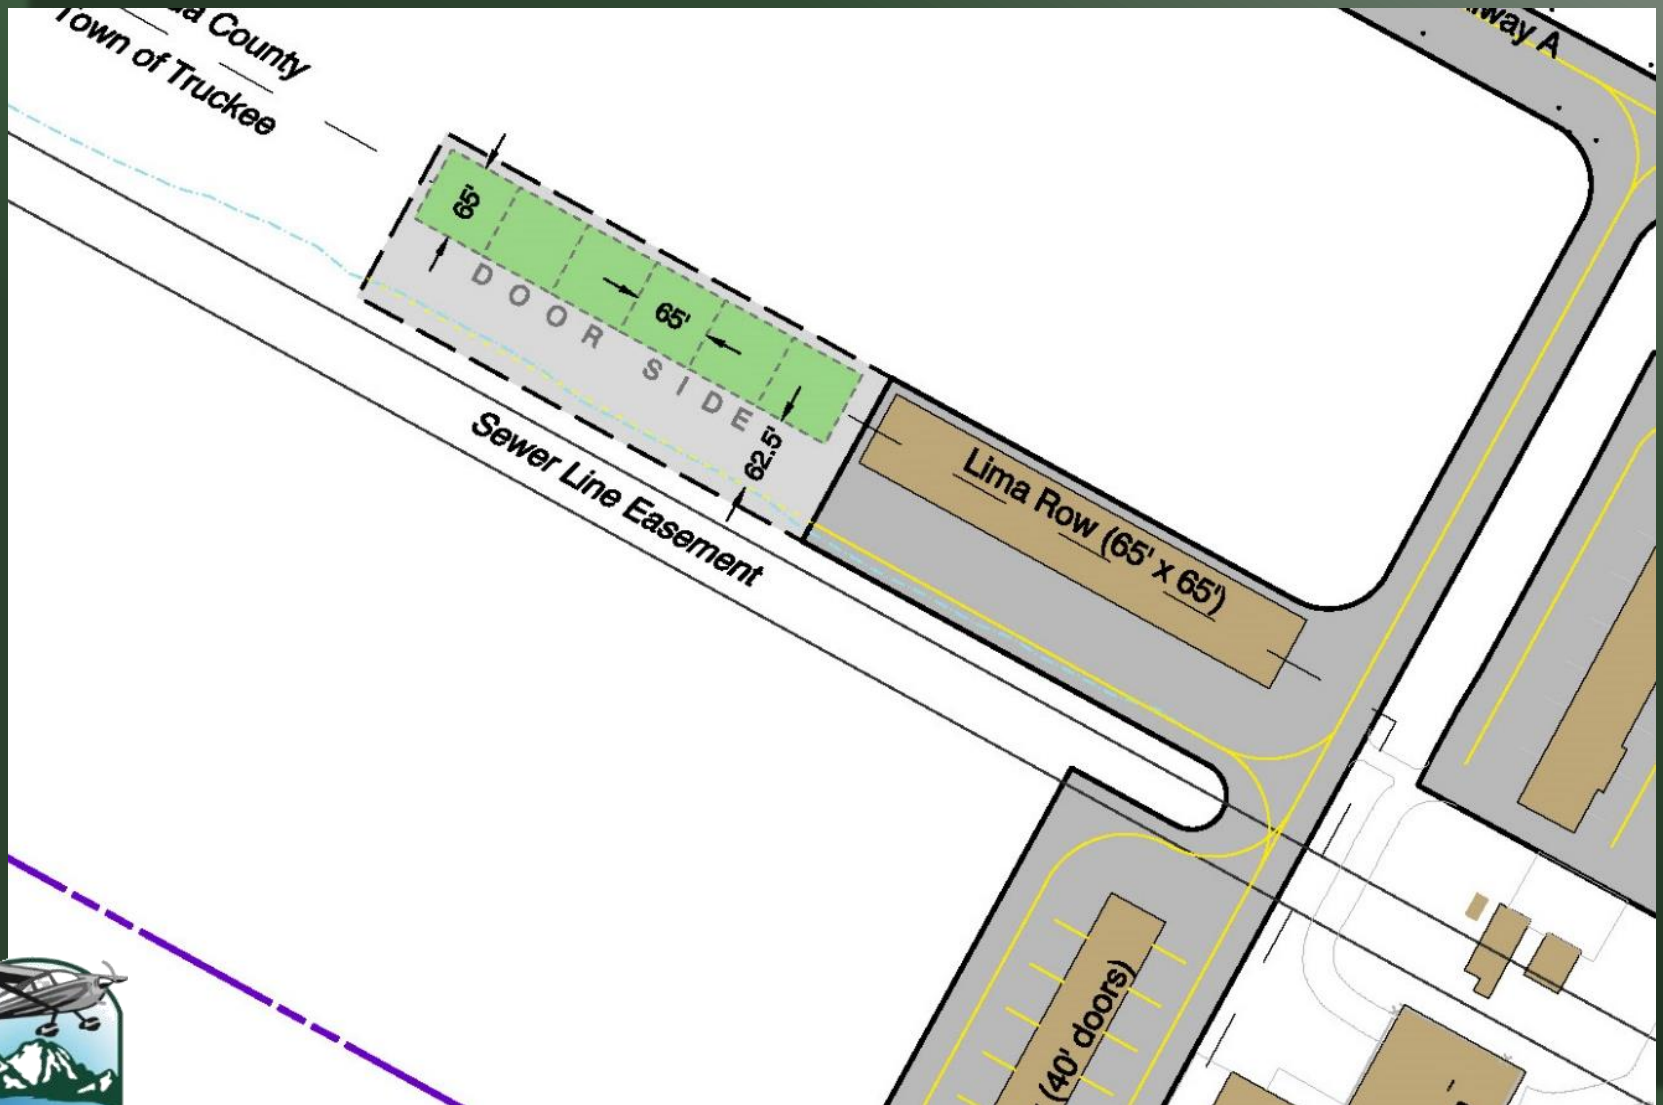 County
Town of Truckee
A
65'
65'
DOOR SIDE
62.5'
Sewer Line Easement
Lima Row (65' x 65')
(40' doors)